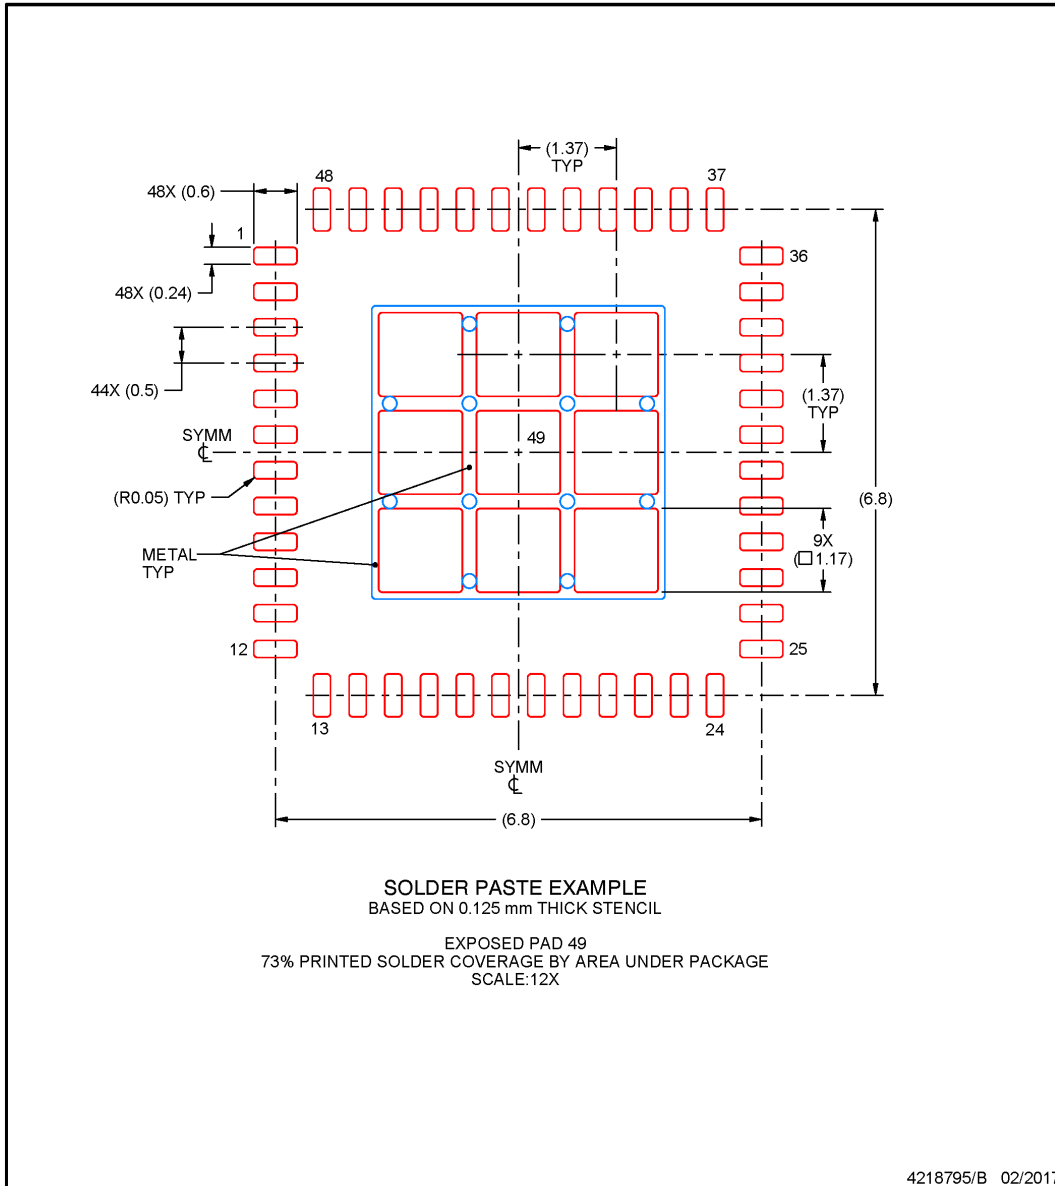 (1.37)
TYP
48
37
48X (0.6)
1
36
48X (0.24)
44X (0.5)
(1.37)
TYP
49
SYMM
℄
(R0.05) TYP
(6.8)
METAL
TYP
9X
(□1.17)
12
25
13
24
SYMM
℄
(6.8)
SOLDER PASTE EXAMPLE
BASED ON 0.125 mm THICK STENCIL
EXPOSED PAD 49
73% PRINTED SOLDER COVERAGE BY AREA UNDER PACKAGE
SCALE:12X
4218795/B 02/2017